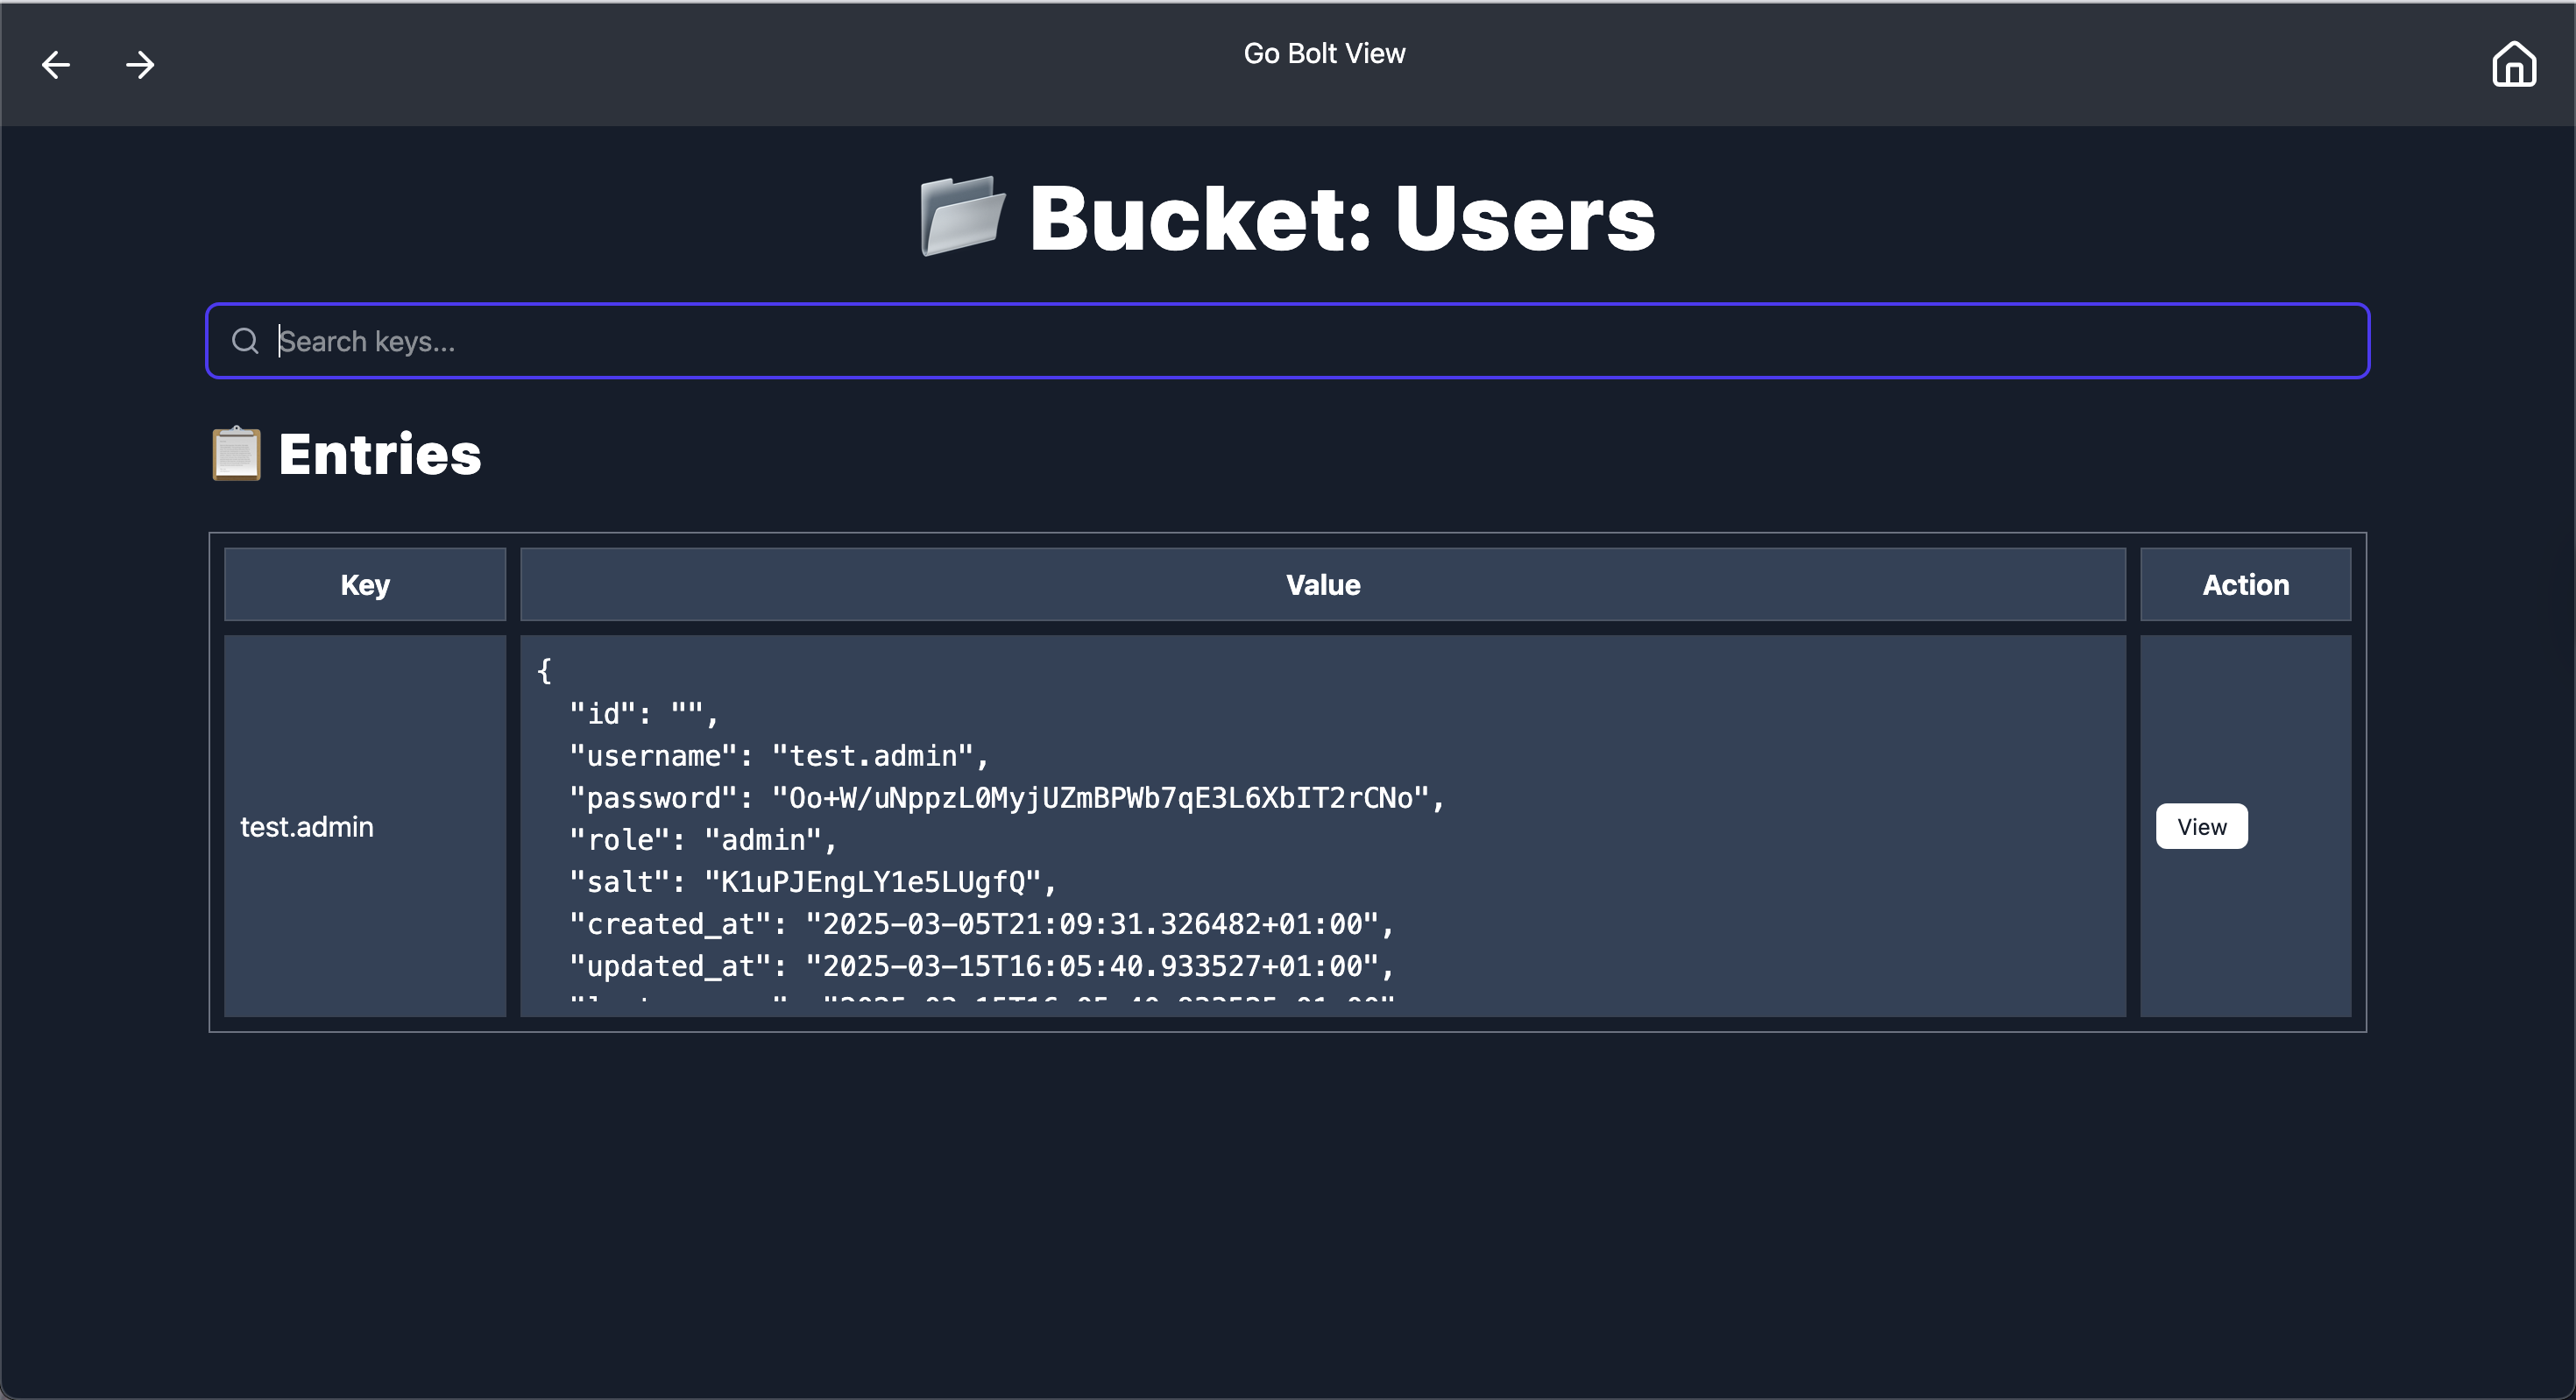 Go Bolt View
Bucket: Users
Search keys...
Entries
Key Value Action
test.admin
{
"id": "",
"username": "test.admin",
"password": "Oo+W/uNppzL0MyjUZmBPWb7qE3L6XbIT2rCNo",
"role": "admin",
"salt": "K1uPJEngLY1e5LUgfQ",
"created_at": "2025-03-05T21:09:31.326482+01:00",
"updated_at": "2025-03-15T16:05:40.933527+01:00",
View